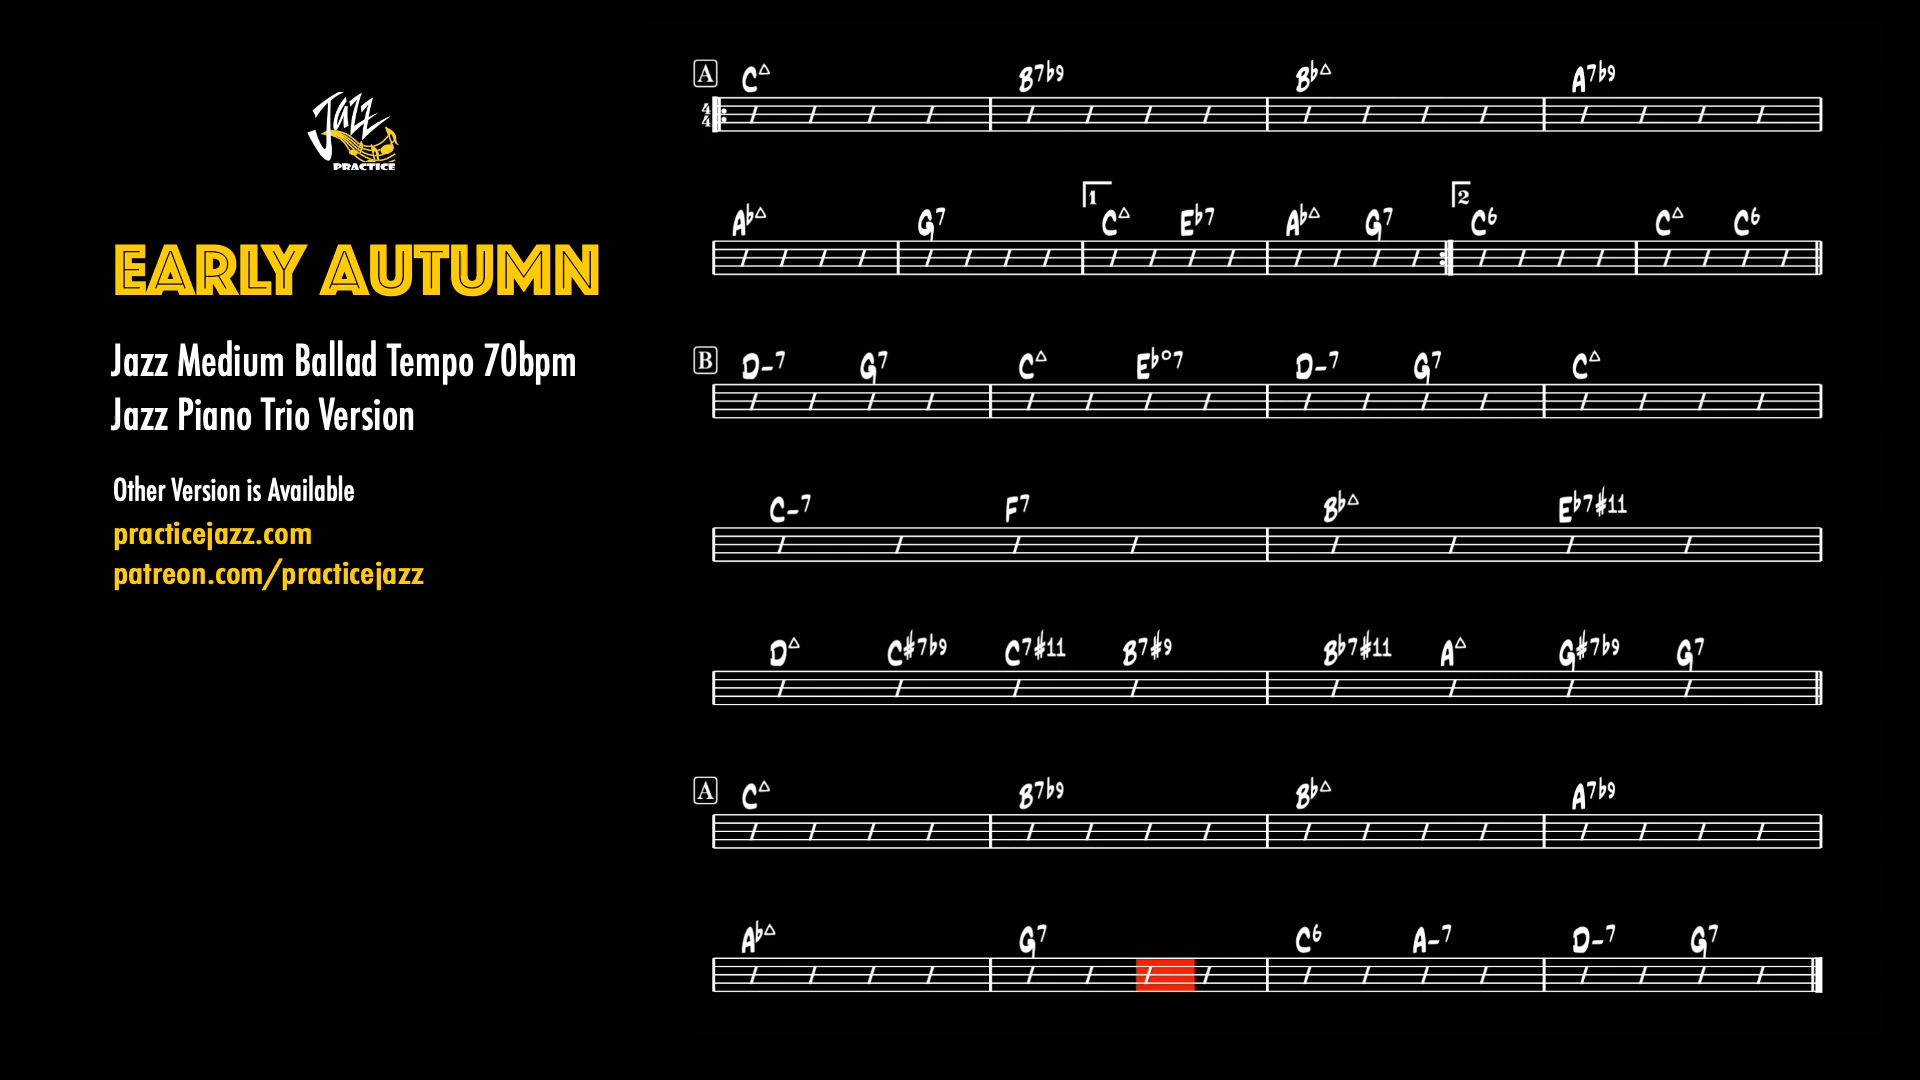 Jazz
PRACTICE
EARLY AUTUMN
Jazz Medium Ballad Tempo 70bpm
Jazz Piano Trio Version
Other Version is Available
practicejazz.com
patreon.com/practicejazz
A C△ B7♭9 B♭△ A7♭9
4/4
1 2
A♭△ G7 C△ E♭7 A♭△ G7 C6 C△ C6
B D-7 G7 C△ E♭°7 D-7 G7 C△
C-7 F7 B♭△ E♭7#11
D△ C#7♭9 C7#11 B7#9 B♭7#11 A△ G#7♭9 G7
A C△ B7♭9 B♭△ A7♭9
A♭△ G7 C6 A-7 D-7 G7